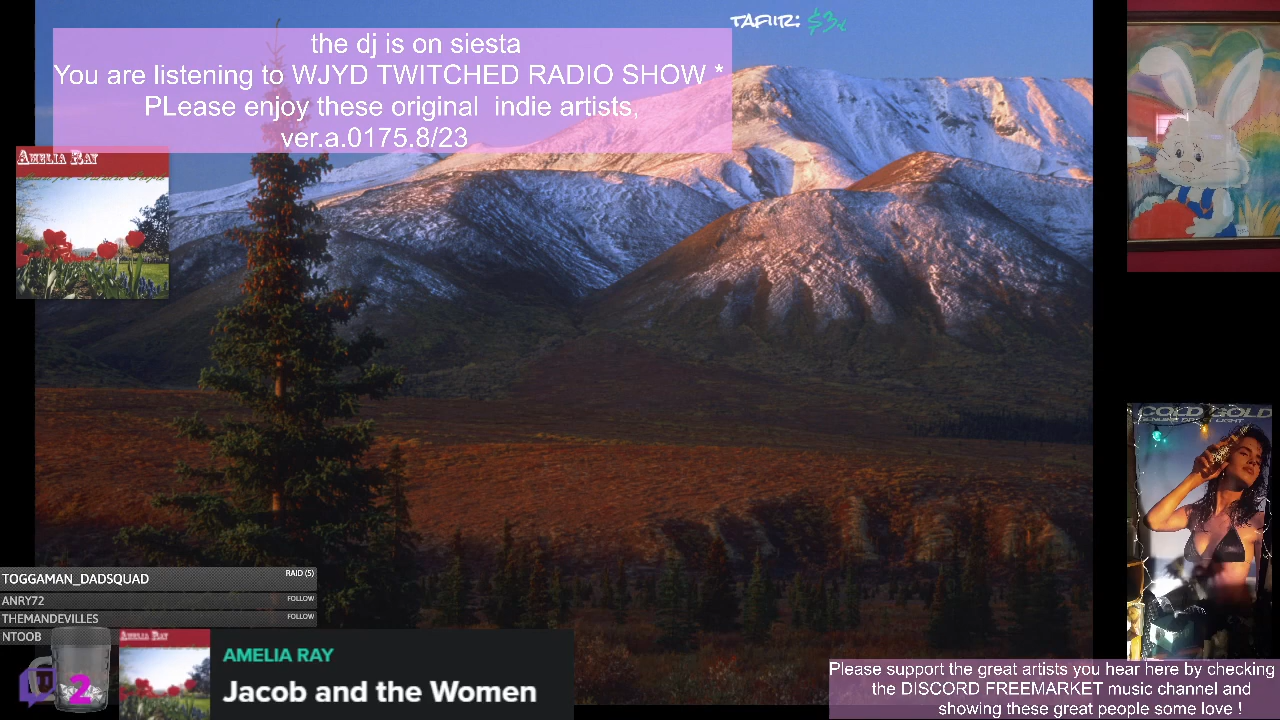 TAFIIR: $3.
the dj is on siesta
You are listening to WJYD TWITCHED RADIO SHOW *
PLease enjoy these original indie artists,
ver.a.0175.8/23
AMELIA RAY
COLD GOLD
TOGGAMAN_DADSQUAD RAID (5)
ANRY72 FOLLOW
THEMANDEVILLES FOLLOW
NTOOB
2
AMELIA RAY
AMELIA RAY
Jacob and the Women
Please support the great artists you hear here by checking
the DISCORD FREEMARKET music channel and
showing these great people some love !